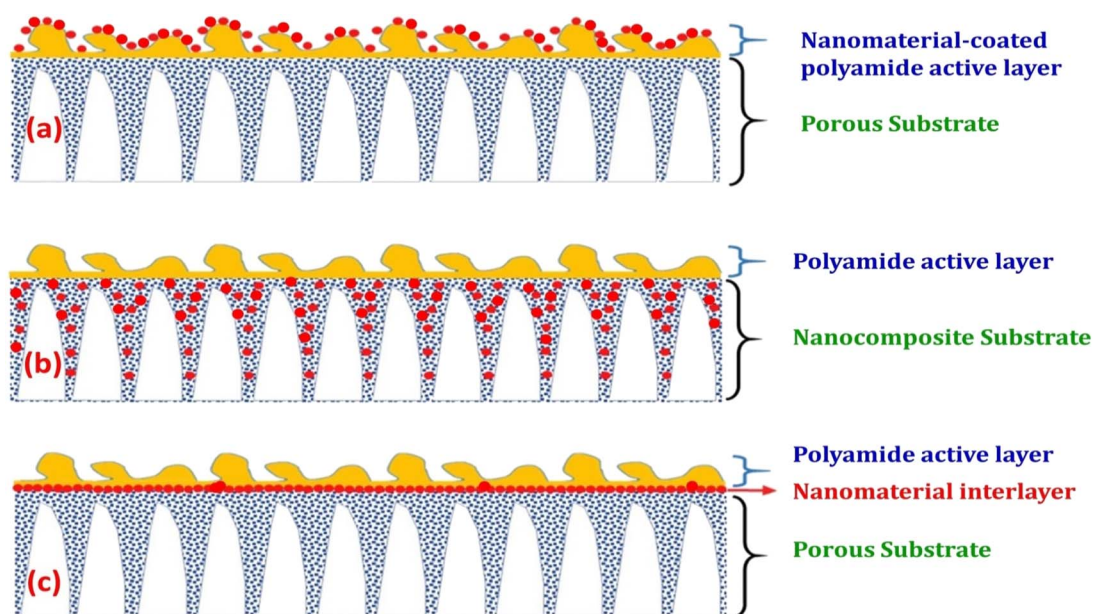 Nanomaterial-coated
polyamide active layer
Porous Substrate
(a)
Polyamide active layer
Nanocomposite Substrate
(b)
Polyamide active layer
Nanomaterial interlayer
Porous Substrate
(c)